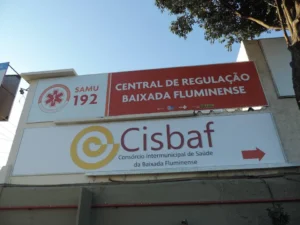 SAMU
192
CENTRAL DE REGULAÇÃO
BAIXADA FLUMINENSE
Cisbaf
Consórcio Intermunicipal de Saúde
da Baixada Fluminense